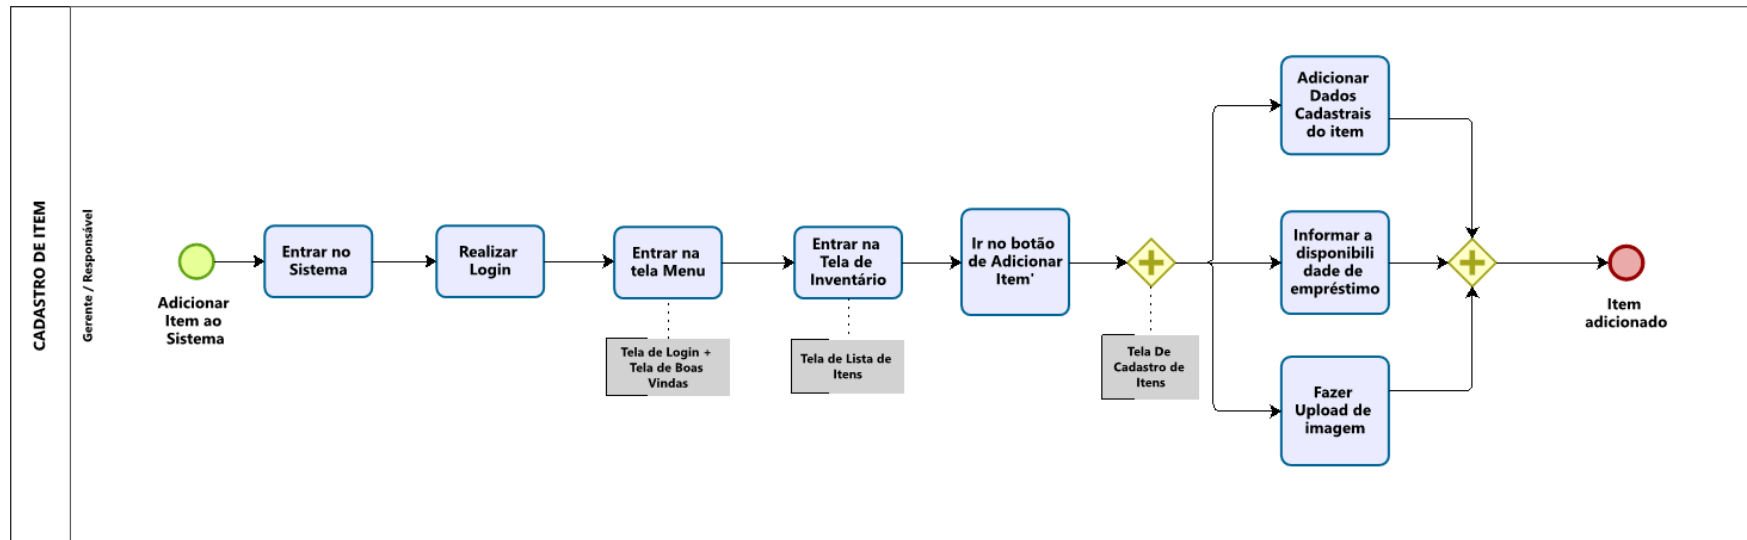 CADASTRO DE ITEM
Gerente / Responsável
Adicionar
Item ao
Sistema
Entrar no
Sistema
Realizar
Login
Entrar na
tela Menu
Tela de Login +
Tela de Boas
Vindas
Entrar na
Tela de
Inventário
Tela de Lista de
Itens
Ir no botão
de Adicionar
Item'
Tela De
Cadastro de
Itens
Adicionar
Dados
Cadastrais
do item
Informar a
disponibili
dade de
empréstimo
Fazer
Upload de
imagem
Item
adicionado